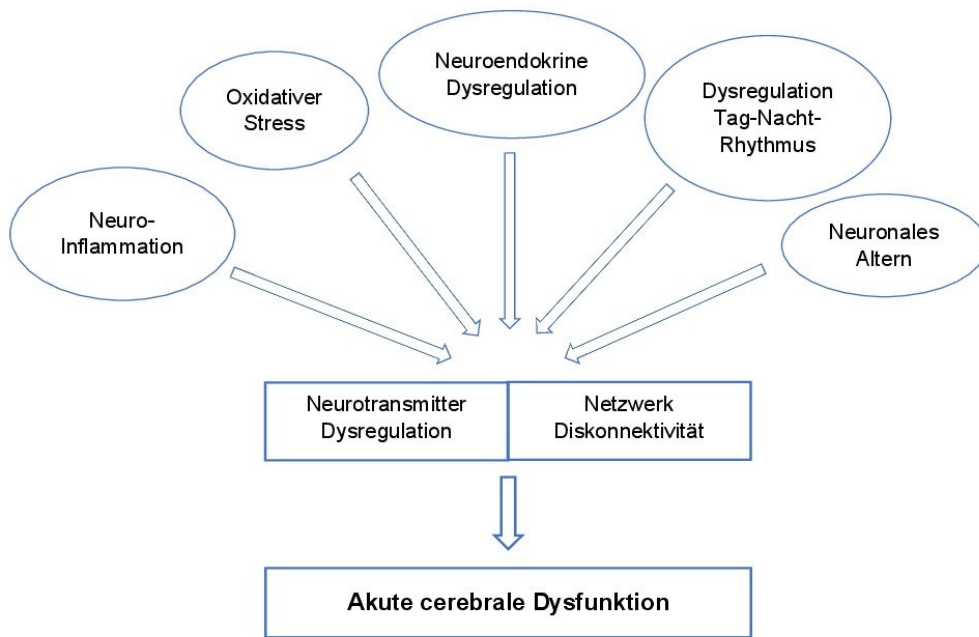 Neuroendokrine
Dysregulation
Oxidativer
Stress
Dysregulation
Tag-Nacht-
Rhythmus
Neuro-
Inflammation
Neuronales
Altern
Neurotransmitter
Dysregulation
Netzwerk
Diskonnektivität
Akute cerebrale Dysfunktion